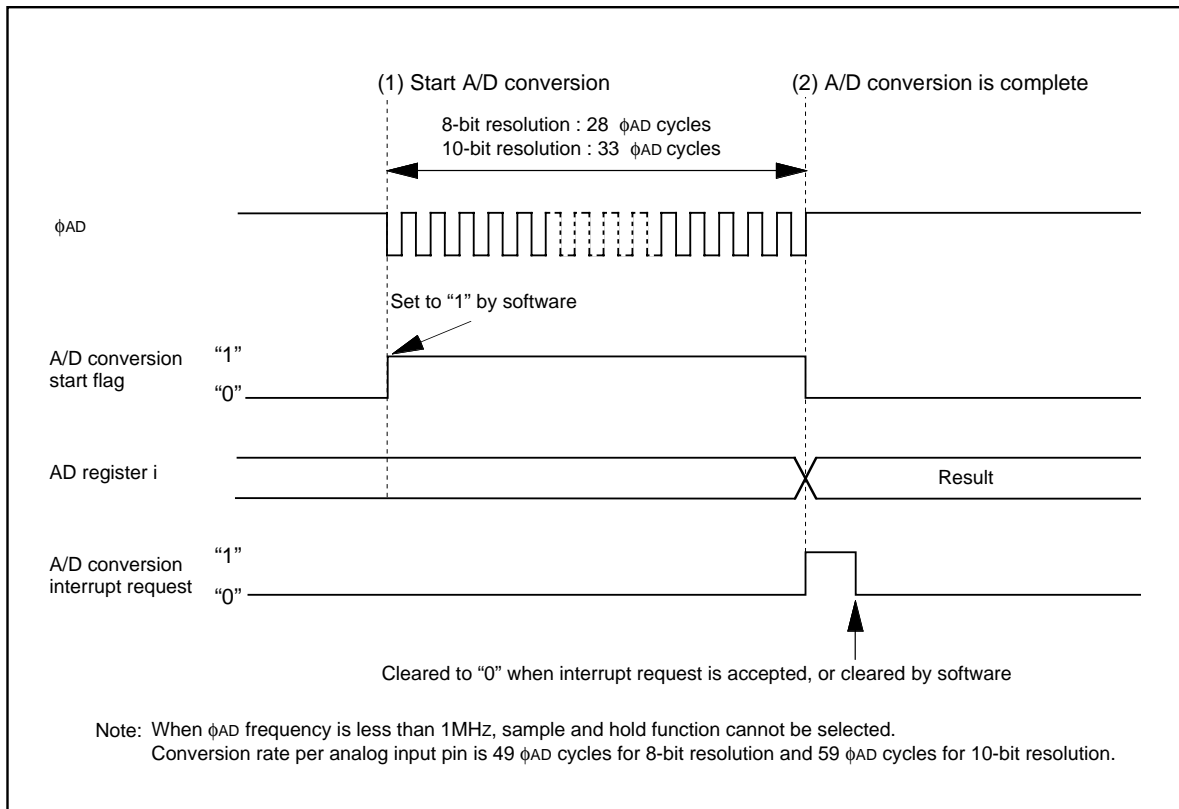 (1) Start A/D conversion
(2) A/D conversion is complete
8-bit resolution : 28 ϕAD cycles
10-bit resolution : 33 ϕAD cycles
ϕAD
Set to “1” by software
A/D conversion
start flag
“1”
“0”
AD register i
Result
A/D conversion
interrupt request
“1”
“0”
Cleared to “0” when interrupt request is accepted, or cleared by software
Note: When ϕAD frequency is less than 1MHZ, sample and hold function cannot be selected.
Conversion rate per analog input pin is 49 ϕAD cycles for 8-bit resolution and 59 ϕAD cycles for 10-bit resolution.